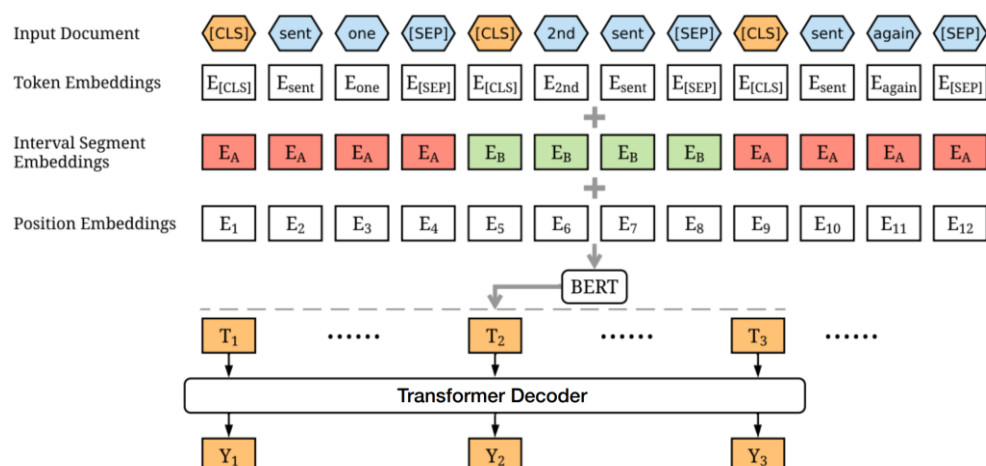 Input Document [CLS] sent one [SEP] [CLS] 2nd sent [SEP] [CLS] sent again [SEP]
Token Embeddings E[CLS] Esent Eone E[SEP] E[CLS] E2nd Esent E[SEP] E[CLS] Esent Eagain E[SEP]
+
Interval Segment
Embeddings EA EA EA EA EB EB EB EB EA EA EA EA
+
Position Embeddings E1 E2 E3 E4 E5 E6 E7 E8 E9 E10 E11 E12
BERT
T1 ...... T2 ...... T3 ......
Transformer Decoder
Y1 Y2 Y3